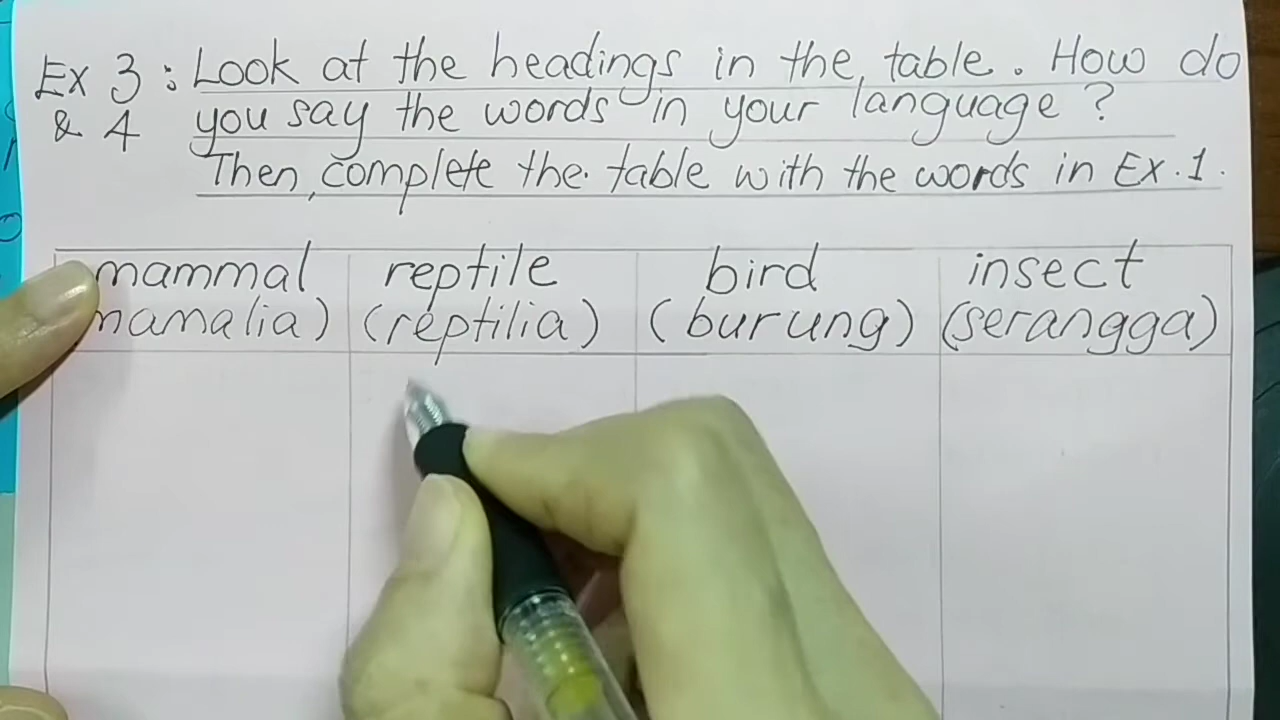 Ex 3 : Look at the headings in the table. How do
& 4 you say the words in your language?
Then, complete the table with the words in Ex.1.
mammal reptile bird insect
(reptilia) (burung) (serangga)